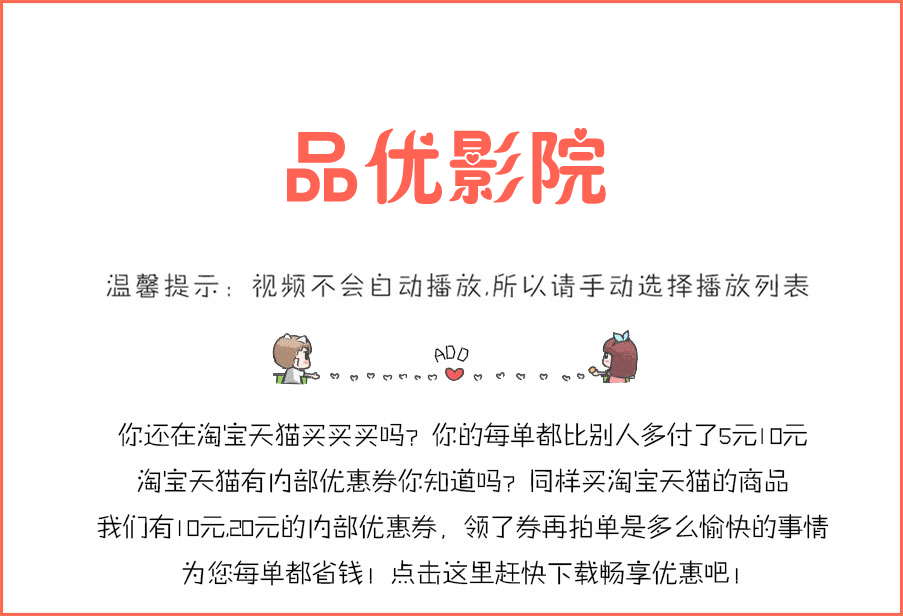 品优影院
温馨提示：视频不会自动播放,所以请手动选择播放列表
ADD
你还在淘宝天猫买买买吗？你的每单都比别人多付了5元10元
淘宝天猫有内部优惠券你知道吗？同样买淘宝天猫的商品
我们有10元,20元的内部优惠券，领了券再拍单是多么愉快的事情
为您每单都省钱！点击这里赶快下载畅享优惠吧！